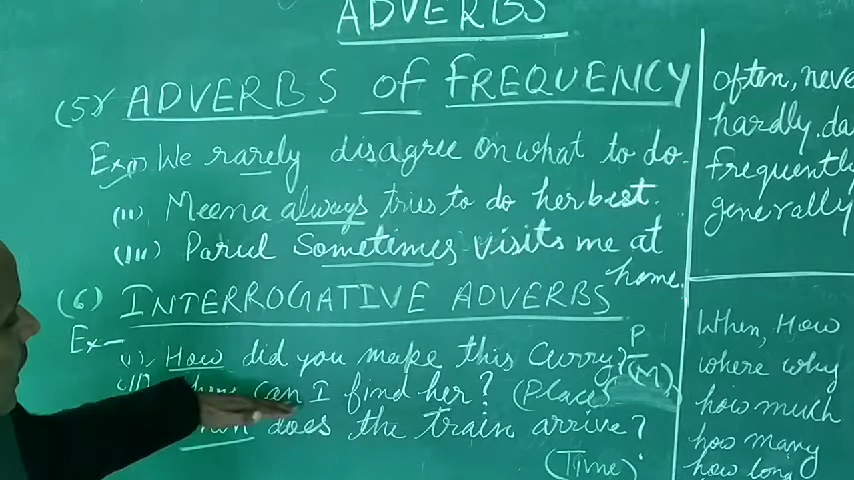 ADVERBS
(5) ADVERBS of FREQUENCY
Ex-(i) We rarely disagree on what to do.
(ii) Meena always tries to do her best.
(iii) Parul Sometimes visits me at
home.
(6) INTERROGATIVE ADVERBS
Ex-
(i) How did you make this Curry? (M)
P
(ii) can I find her? (Place)
does the train arrive?
(Time)
often, never
hardly, da
frequently
generally
When, How
where why
how much
how many
how long